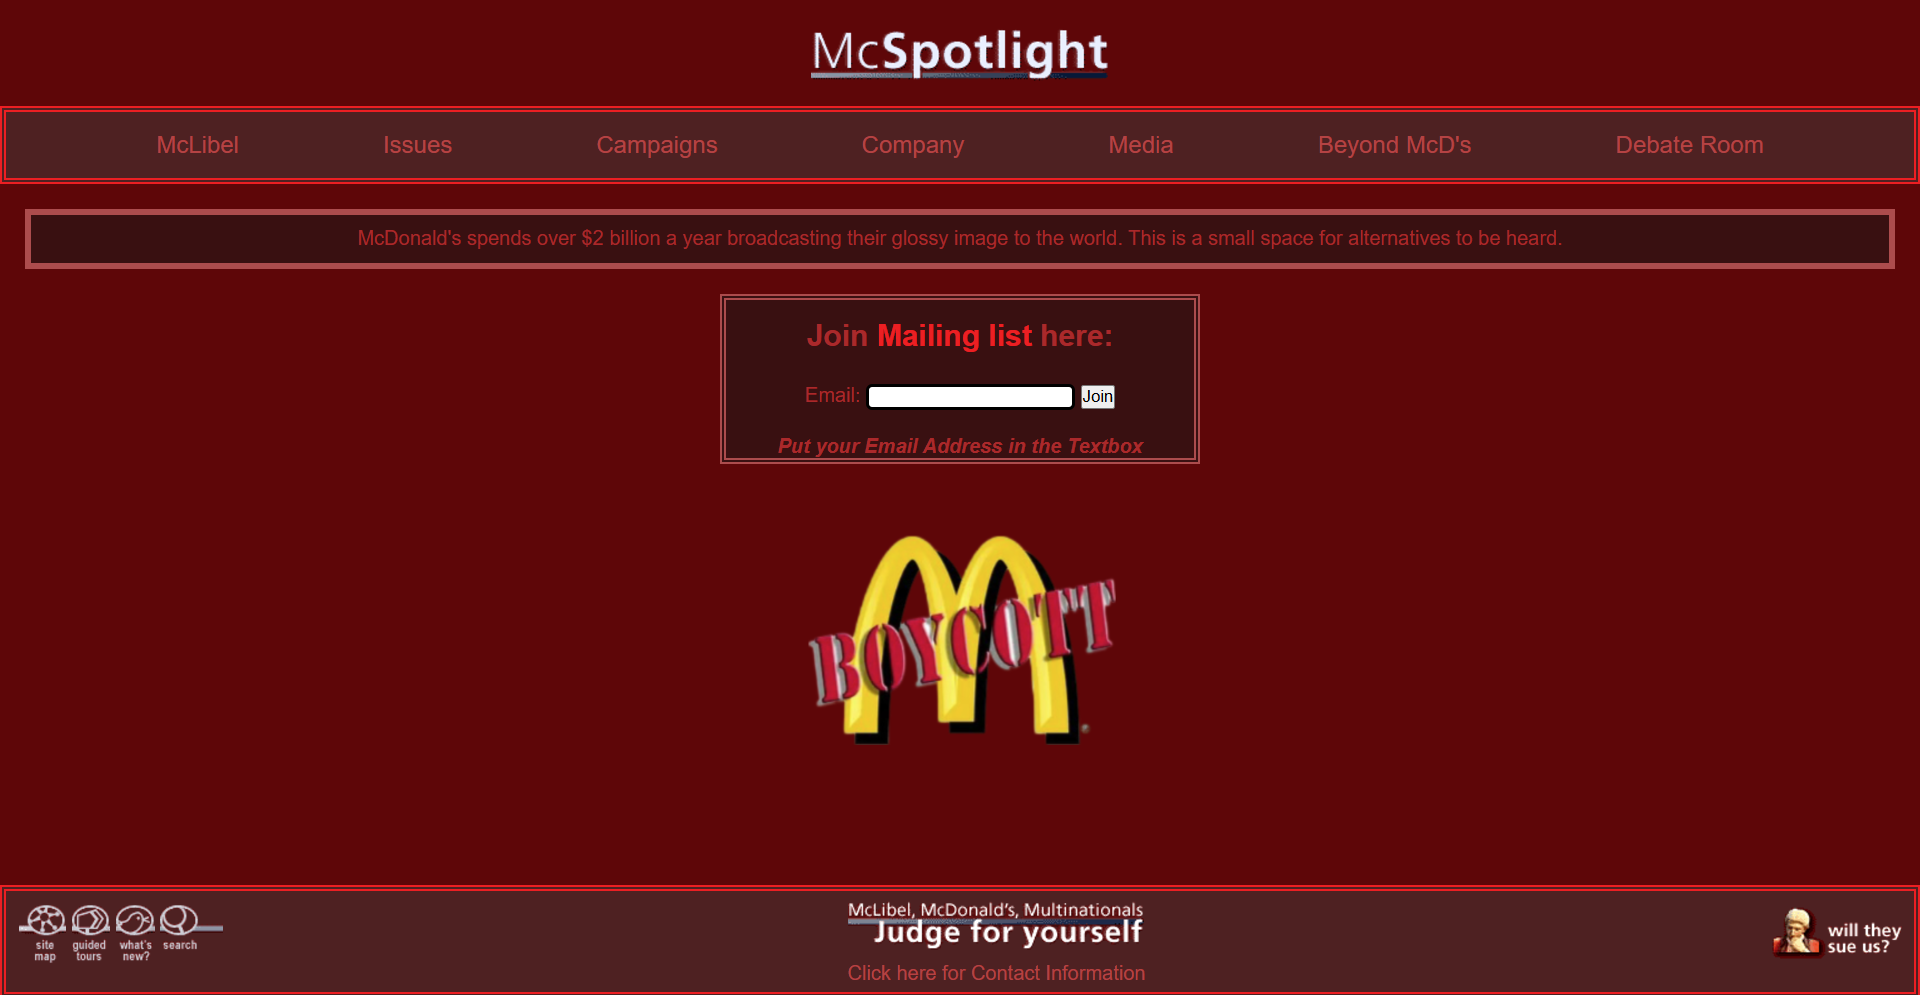 McSpotlight
McLibel Issues Campaigns Company Media Beyond McD's Debate Room
McDonald's spends over $2 billion a year broadcasting their glossy image to the world. This is a small space for alternatives to be heard.
Join Mailing list here:
Email: Join
Put your Email Address in the Textbox
BOYCOTT
site map
guided tours
what's new?
search
McLibel, McDonald's, Multinationals
Judge for yourself
Click here for Contact Information
will they
sue us?